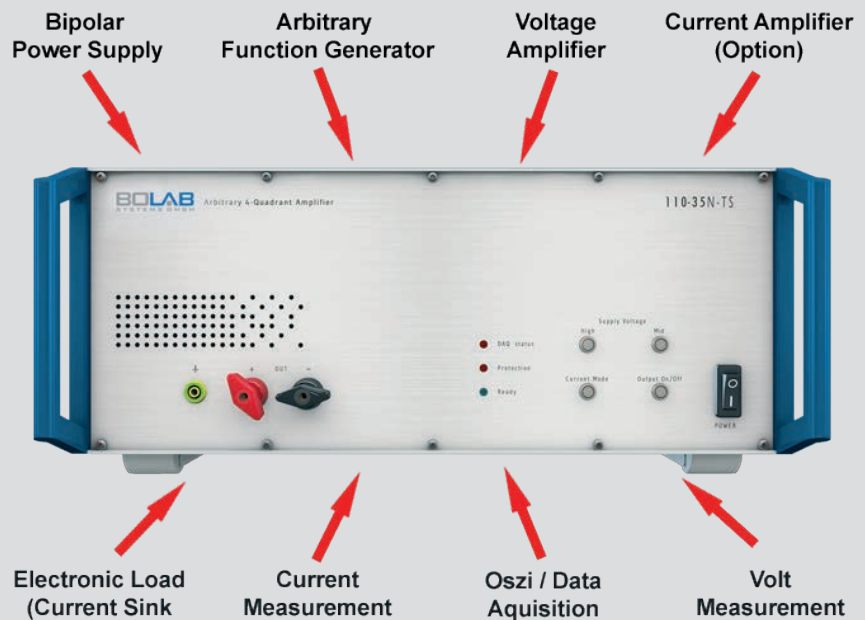 Bipolar
Power Supply
Arbitrary
Function Generator
Voltage
Amplifier
Current Amplifier
(Option)
BOLAB
SYSTEMS GMBH
Arbitrary 4-Quadrant Amplifier
110-35N-TS
Supply Voltage
High
Mid
DAQ status
Protection
Ready
Current Mode
Output On/Off
+ OUT -
O
I
POWER
Electronic Load
(Current Sink
Current
Measurement
Oszi / Data
Aquisition
Volt
Measurement